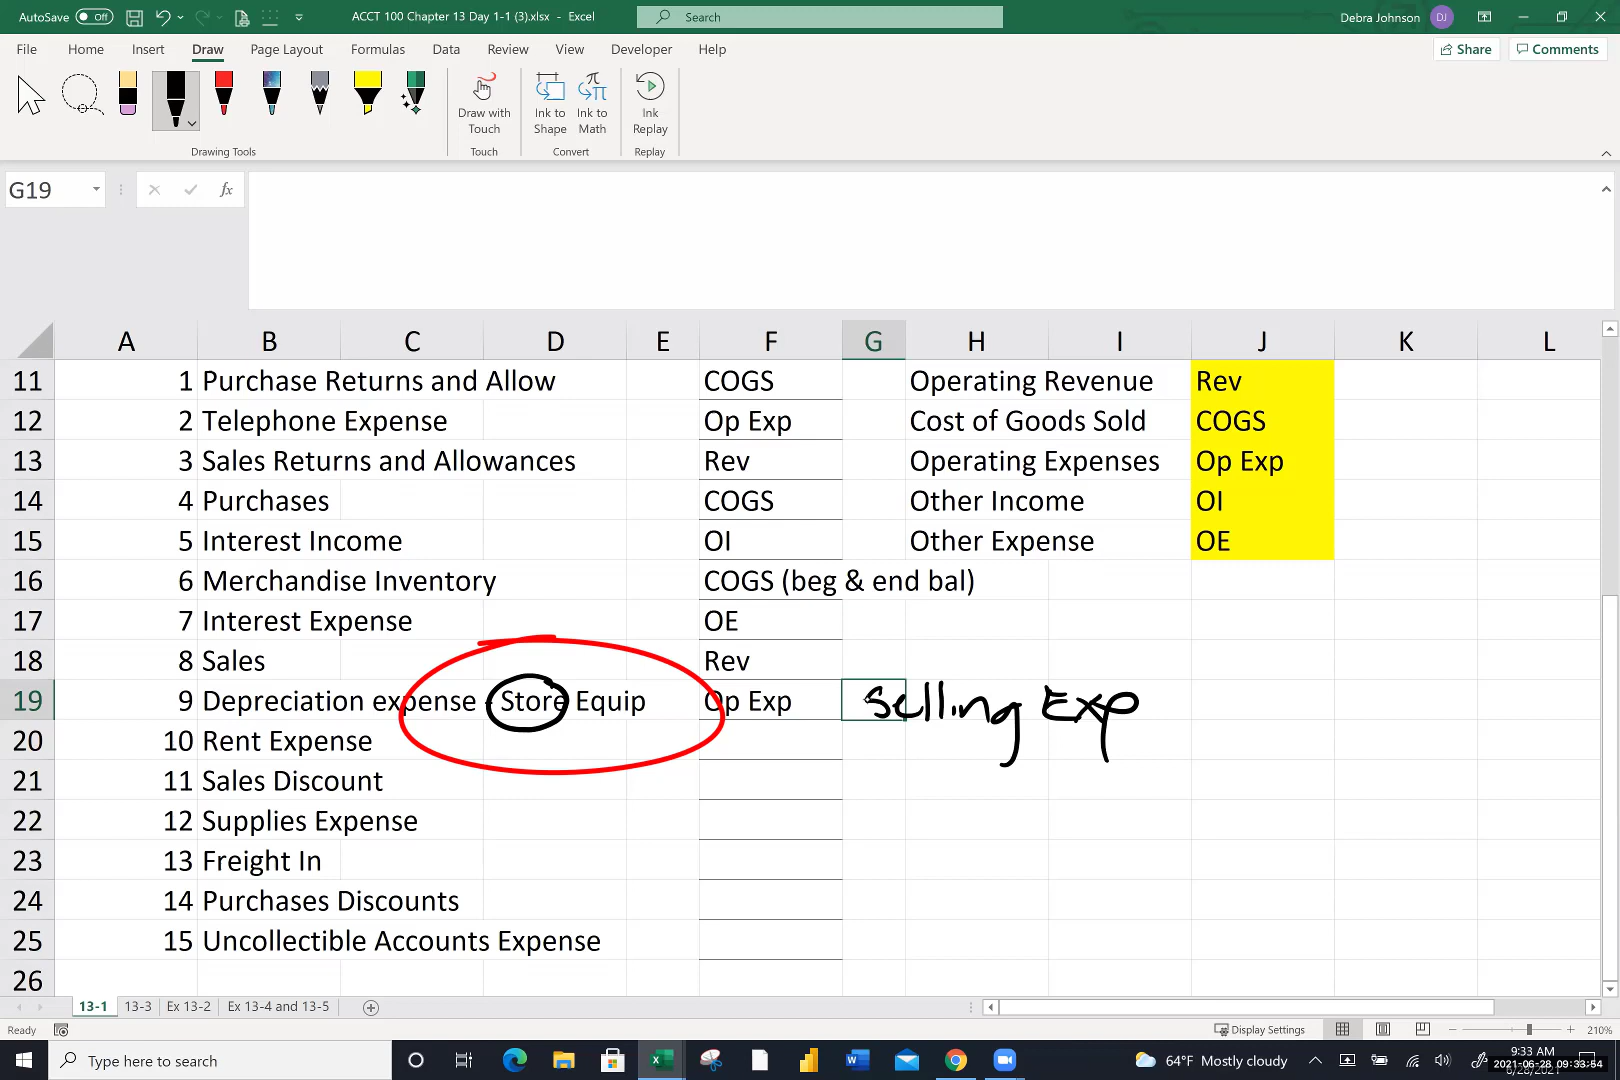 AutoSave Off ACCT 100 Chapter 13 Day 1-1 (3).xlsx - Excel Search Debra Johnson DJ
File Home Insert Draw Page Layout Formulas Data Review View Developer Help Share Comments
Draw with Touch Ink to Shape Ink to Math Ink Replay
Drawing Tools Touch Convert Replay
G19 fx
A B C D E F G H I J K L
11 1 Purchase Returns and Allow COGS Operating Revenue Rev
12 2 Telephone Expense Op Exp Cost of Goods Sold COGS
13 3 Sales Returns and Allowances Rev Operating Expenses Op Exp
14 4 Purchases COGS Other Income OI
15 5 Interest Income OI Other Expense OE
16 6 Merchandise Inventory COGS (beg & end bal)
17 7 Interest Expense OE
18 8 Sales Rev
19 9 Depreciation expense - Store Equip Op Exp Selling Exp
20 10 Rent Expense
21 11 Sales Discount
22 12 Supplies Expense
23 13 Freight In
24 14 Purchases Discounts
25 15 Uncollectible Accounts Expense
26
13-1 13-3 Ex 13-2 Ex 13-4 and 13-5
Ready Display Settings 210%
Type here to search 64°F Mostly cloudy 9:33 AM
2021-06-28 09:33:54